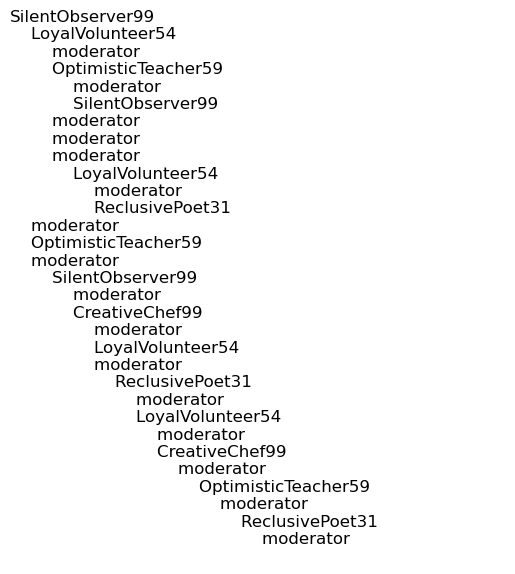 SilentObserver99
LoyalVolunteer54
moderator
OptimisticTeacher59
moderator
SilentObserver99
moderator
moderator
moderator
LoyalVolunteer54
moderator
ReclusivePoet31
moderator
OptimisticTeacher59
moderator
SilentObserver99
moderator
CreativeChef99
moderator
LoyalVolunteer54
moderator
ReclusivePoet31
moderator
LoyalVolunteer54
moderator
CreativeChef99
moderator
OptimisticTeacher59
moderator
ReclusivePoet31
moderator